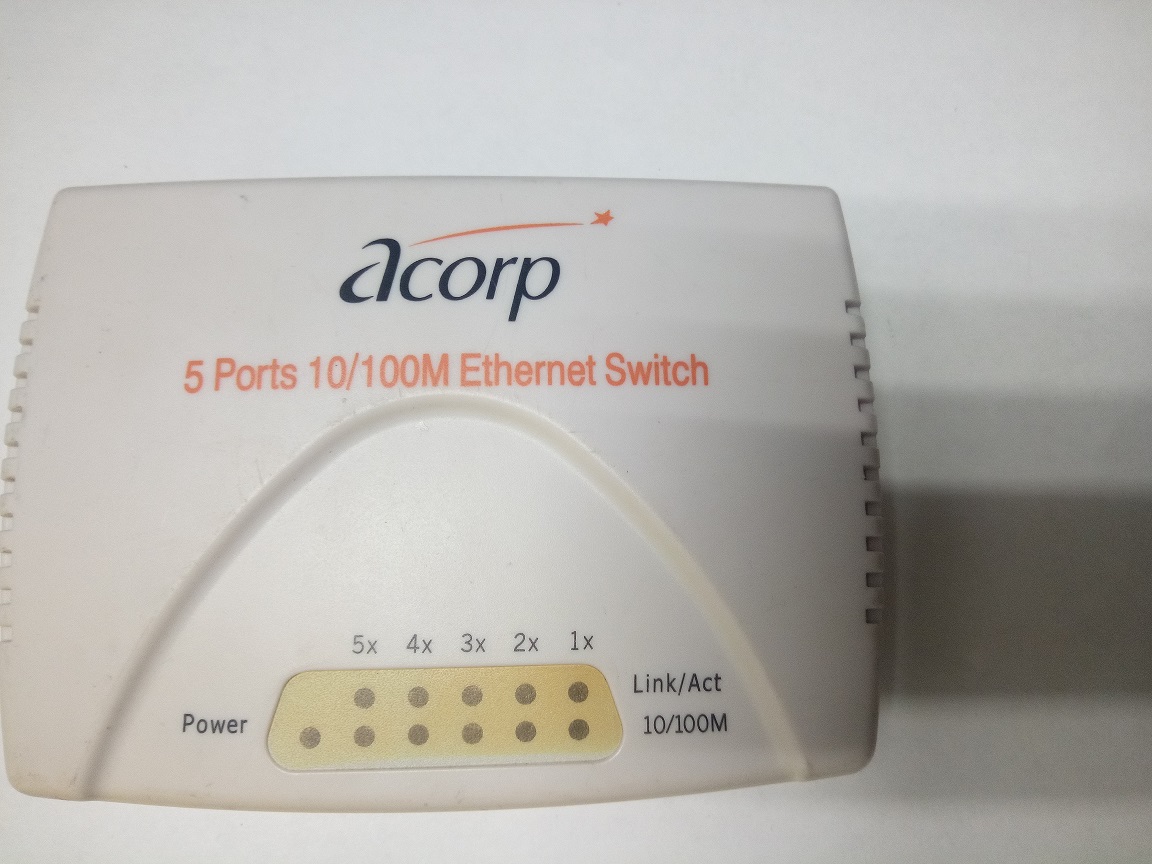 acorp
5 Ports 10/100M Ethernet Switch
5x 4x 3x 2x 1x
Link/Act
Power 10/100M